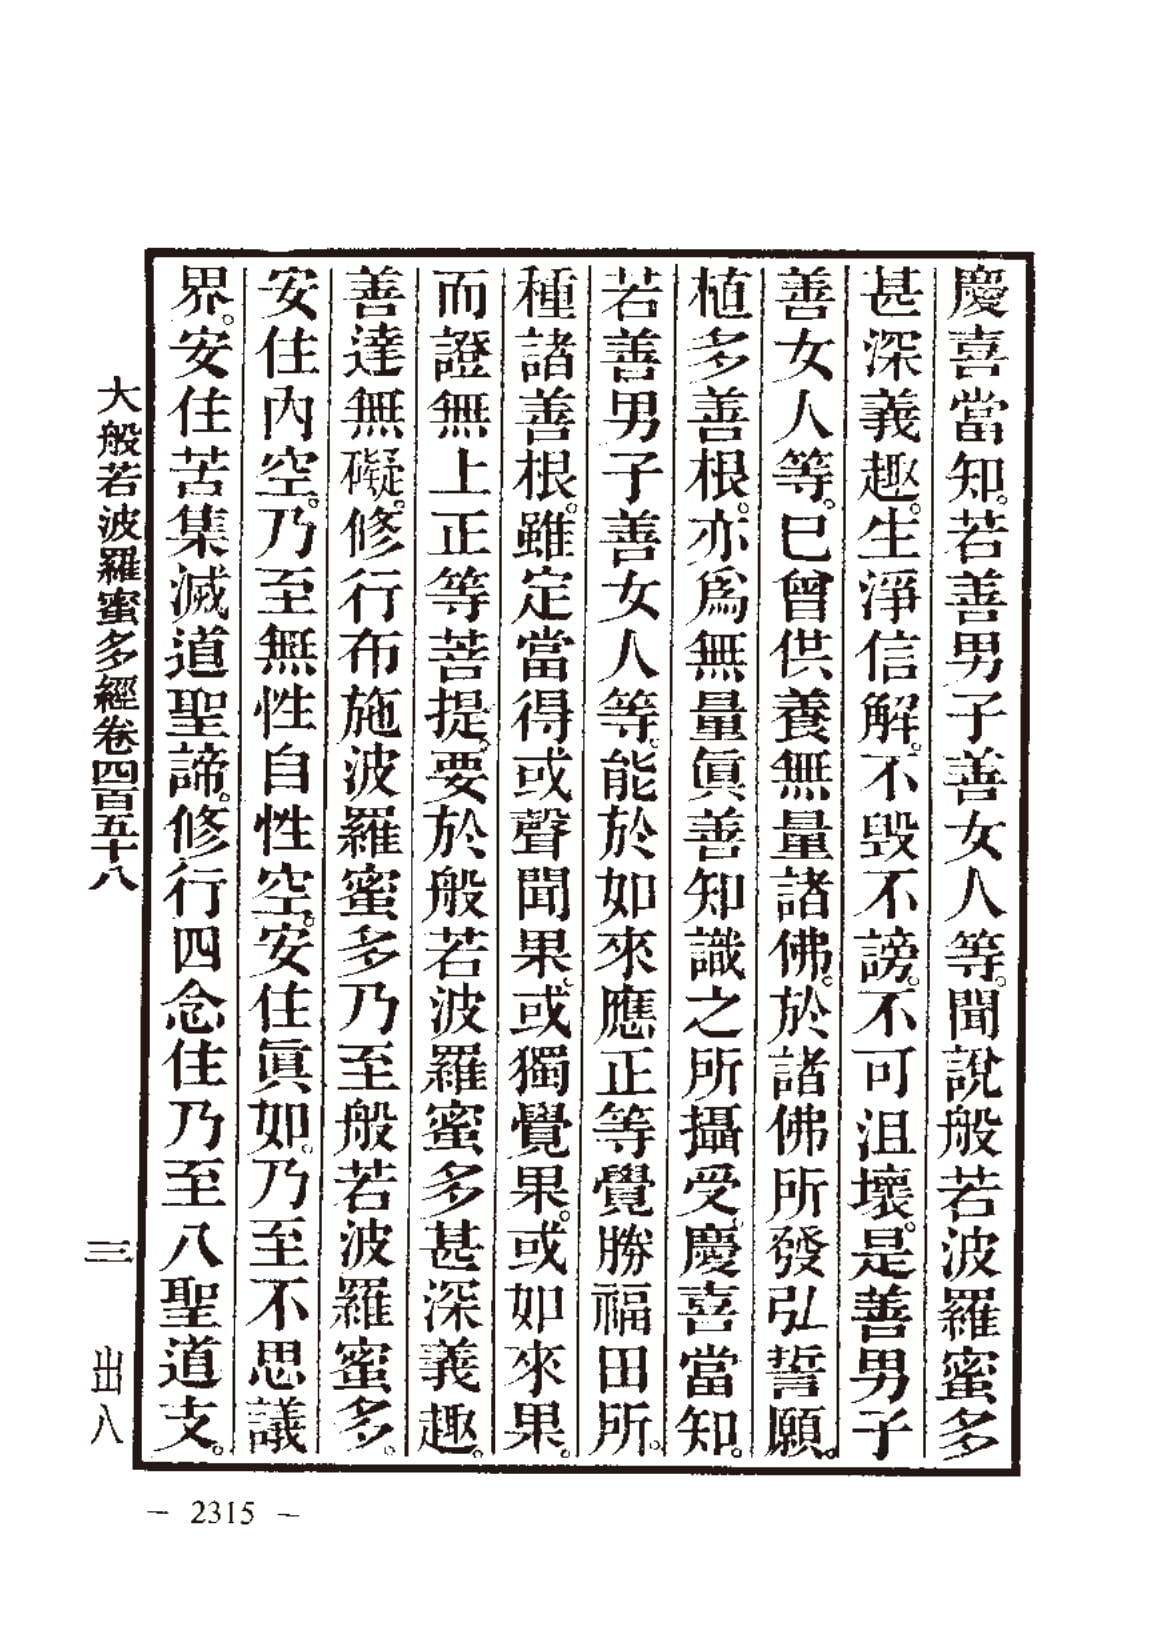 慶喜當知。若善男子善女人等。聞說般若波羅蜜多
甚深義趣。生淨信解。不毀不謗。不可沮壞。是善男子
善女人等。已曾供養無量諸佛。於諸佛所發弘誓願。
植多善根。亦爲無量眞善知識之所攝受。慶喜當知。
若善男子善女人等。能於如來應正等覺勝福田所。
種諸善根。雖定當得或聲聞果。或獨覺果。或如來果。
而證無上正等菩提。要於般若波羅蜜多甚深義趣。
善達無礙。修行布施波羅蜜多乃至般若波羅蜜多。
安住內空。乃至無性自性空。安住眞如。乃至不思議
界。安住苦集滅道聖諦。修行四念住乃至八聖道支。
大般若波羅蜜多經卷四百五十八
三
出八
— 2315 —